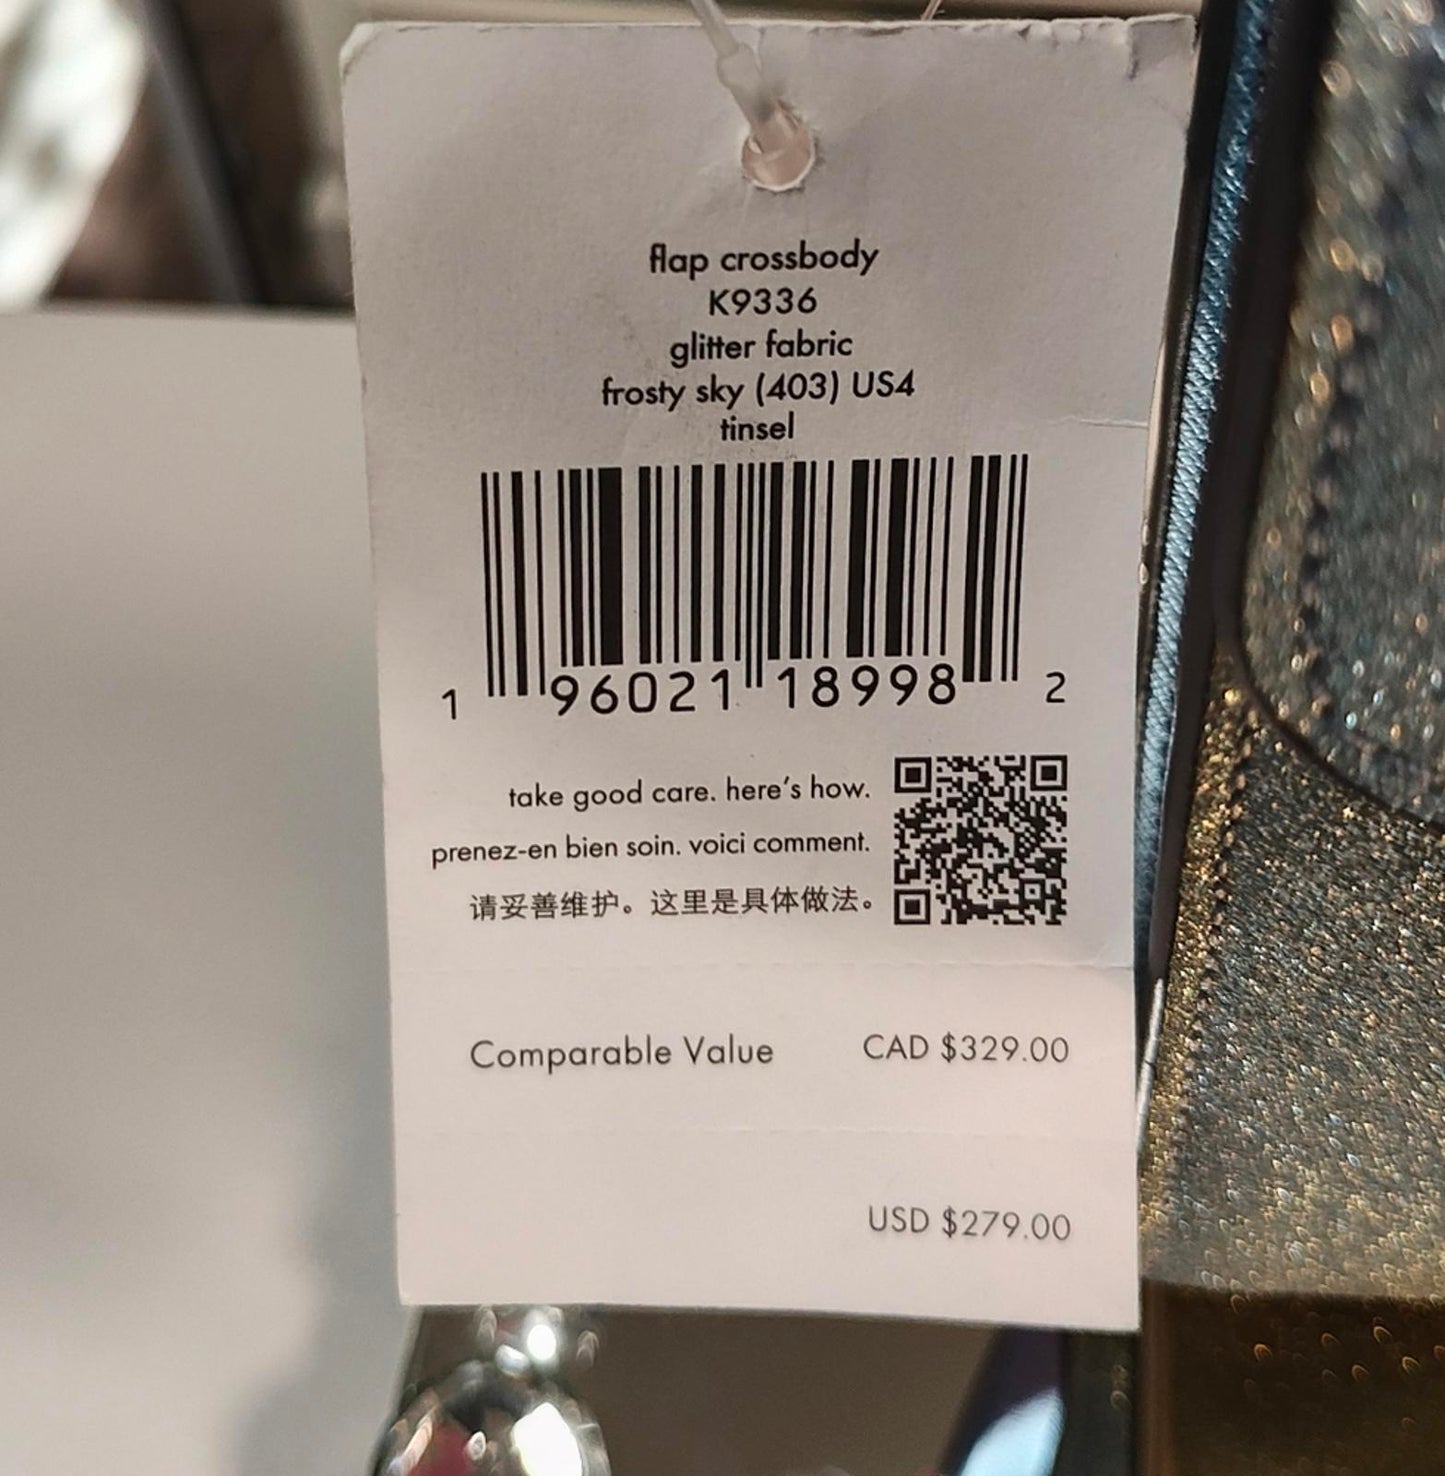 flap crossbody
K9336
glitter fabric
frosty sky (403) US4
tinsel
1 96021 18998 2
take good care. here's how.
prenez-en bien soin. voici comment.
请妥善维护。这里是具体做法。
Comparable Value CAD $329.00
USD $279.00